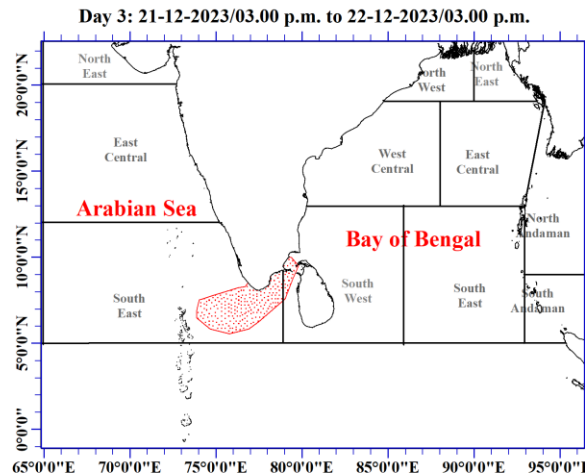 Day 3: 21-12-2023/03.00 p.m. to 22-12-2023/03.00 p.m.
North
East
North
West
North
East
20°0'0"N
East
Central
West
Central
East
Central
15°0'0"N
Arabian Sea
Bay of Bengal
North
Andaman
10°0'0"N
South
East
South
West
South
East
South
Andaman
5°0'0"N
0°0'0"
65°0'0"E 70°0'0"E 75°0'0"E 80°0'0"E 85°0'0"E 90°0'0"E 95°0'0"E